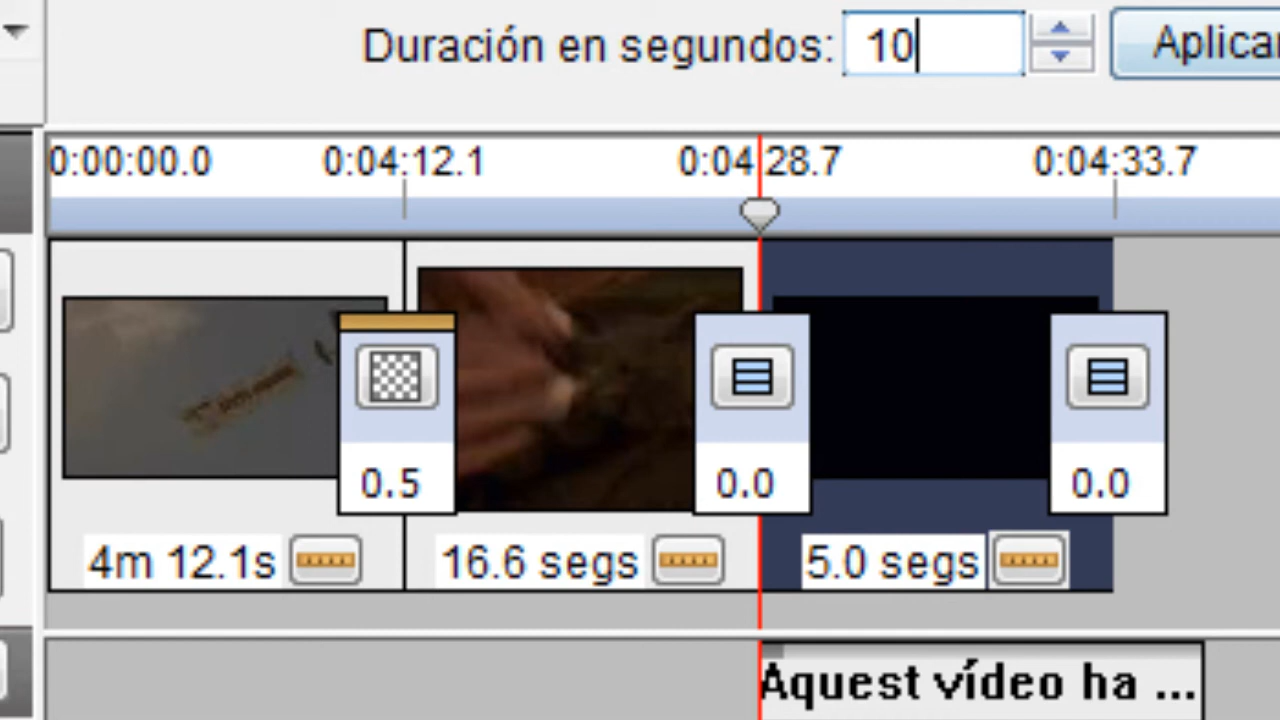 Duración en segundos: 10 Aplicar
0:00:00.0 0:04:12.1 0:04:28.7 0:04:33.7
0.5 0.0 0.0
4m 12.1s 16.6 segs 5.0 segs
Aquest vídeo ha ...